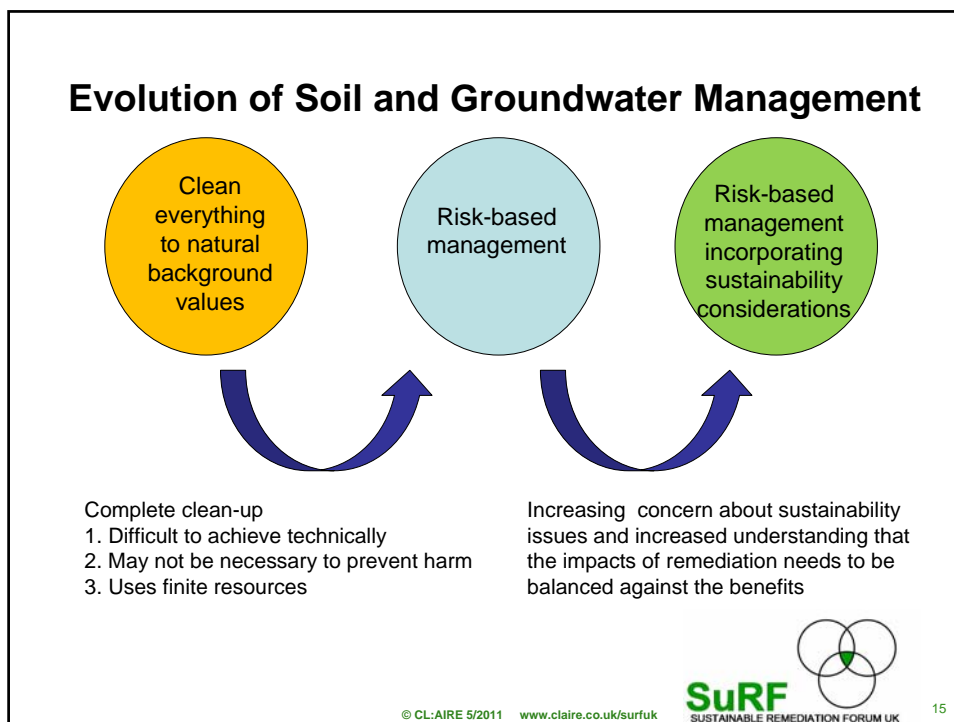 Evolution of Soil and Groundwater Management
Clean
everything
to natural
background
values
Risk-based
management
Risk-based
management
incorporating
sustainability
considerations
Complete clean-up
1. Difficult to achieve technically
2. May not be necessary to prevent harm
3. Uses finite resources
Increasing concern about sustainability
issues and increased understanding that
the impacts of remediation needs to be
balanced against the benefits
© CL:AIRE 5/2011 www.claire.co.uk/surfuk
SuRF
SUSTAINABLE REMEDIATION FORUM UK
15